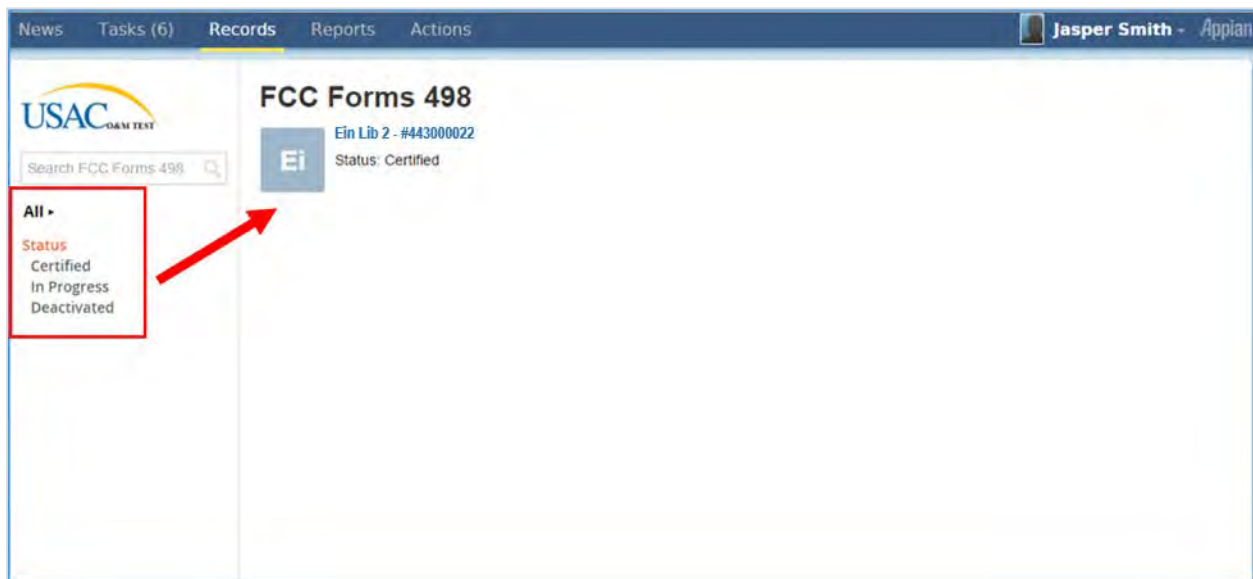 News Tasks (6) Records Reports Actions Jasper Smith Appian
USAC O&M TEST
Search FCC Forms 498
All
Status
Certified
In Progress
Deactivated
FCC Forms 498
Ei
Ein Lib 2 - #443000022
Status: Certified